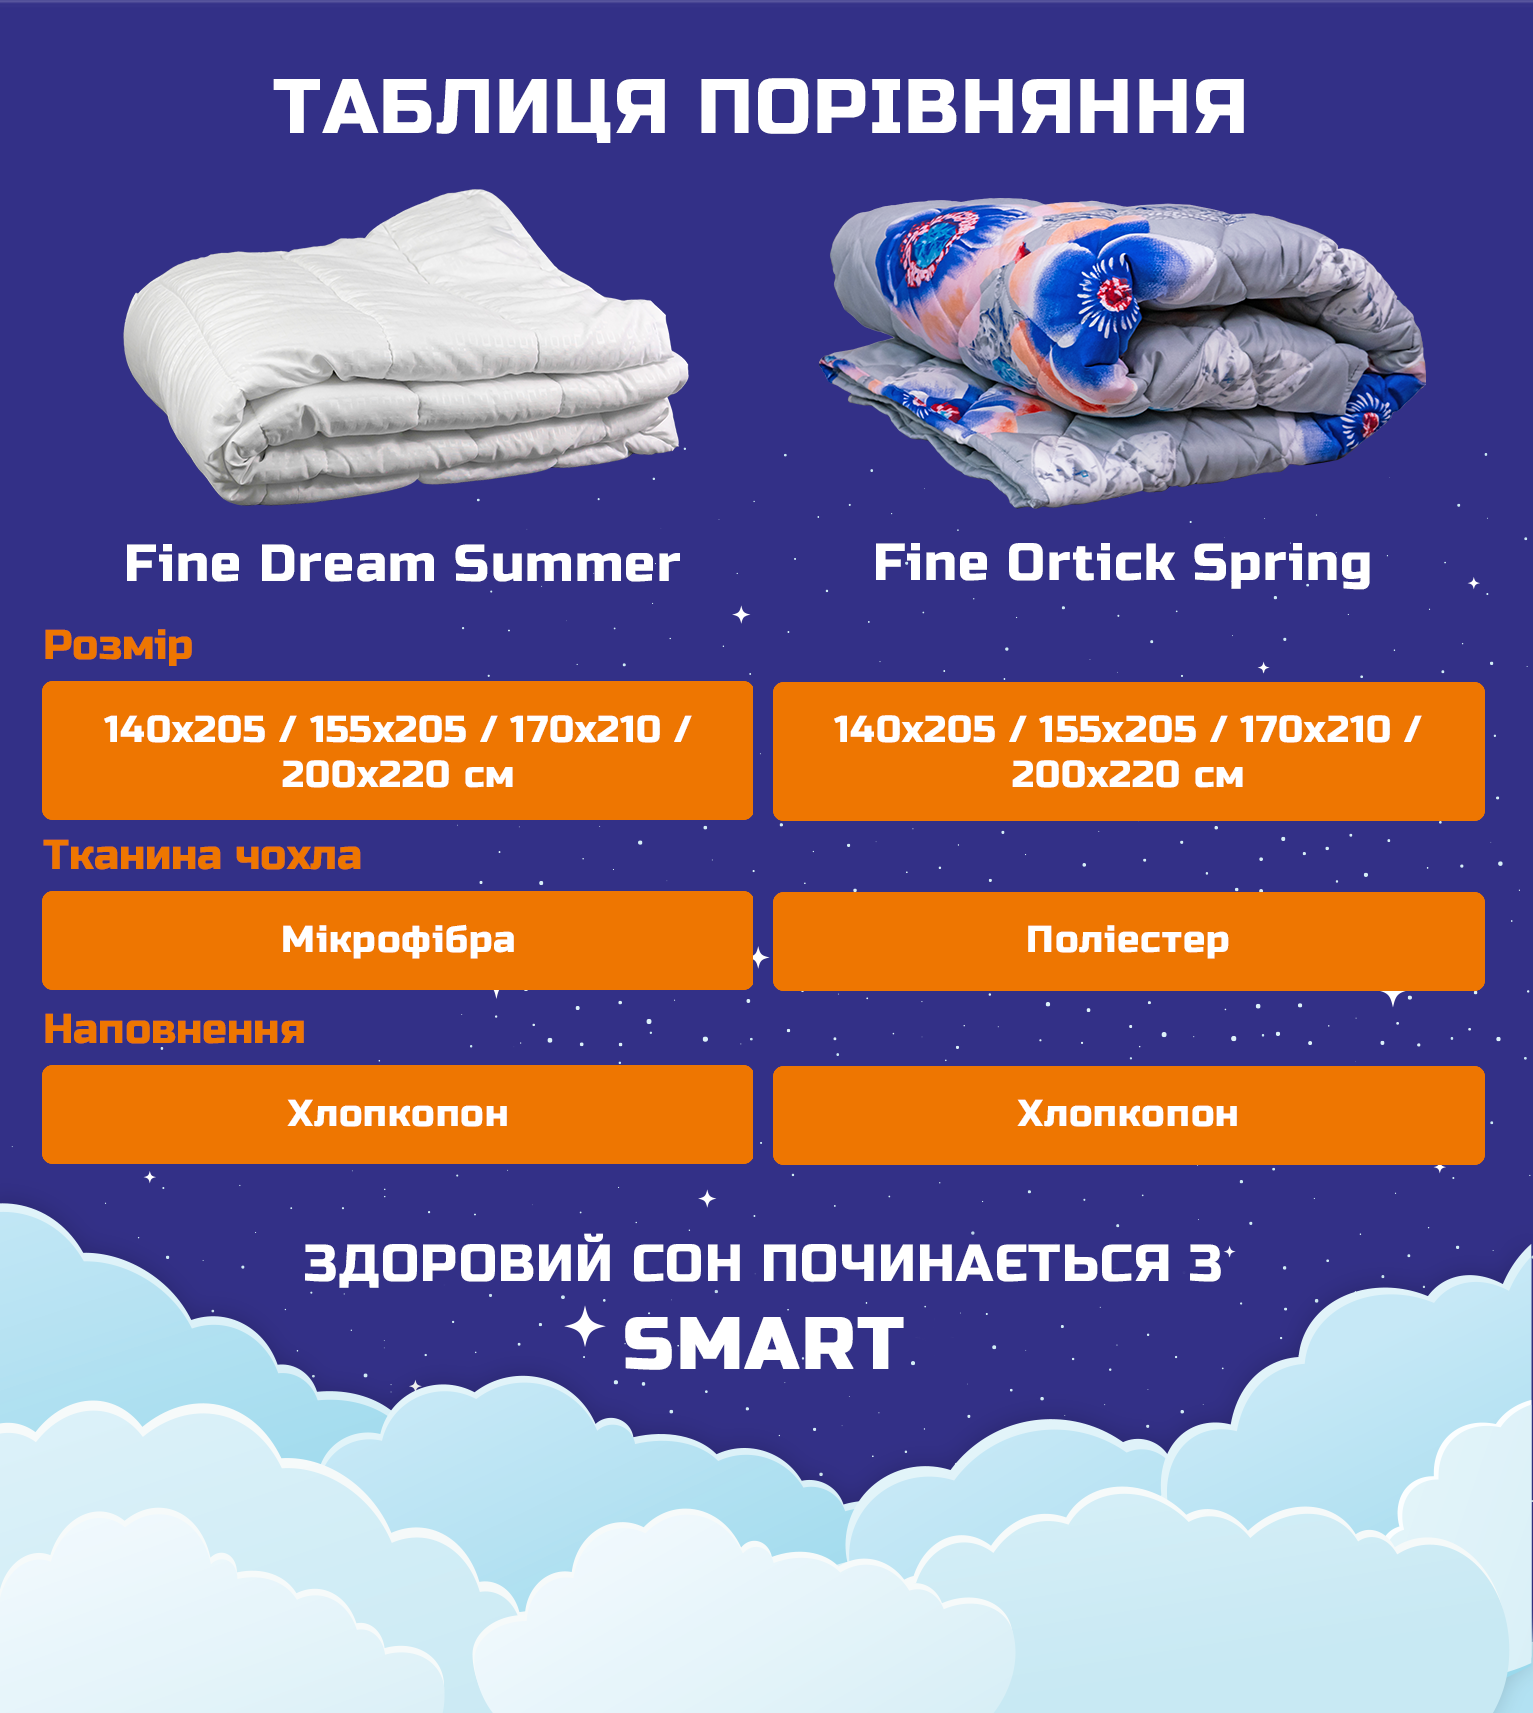 ТАБЛИЦЯ ПОРІВНЯННЯ
Fine Dream Summer
Fine Ortick Spring
Розмір
140x205 / 155x205 / 170x210 /
200x220 см
140x205 / 155x205 / 170x210 /
200x220 см
Тканина чохла
Мікрофібра
Поліестер
Наповнення
Хлопкопон
Хлопкопон
ЗДОРОВИЙ СОН ПОЧИНАЄТЬСЯ З
SMART